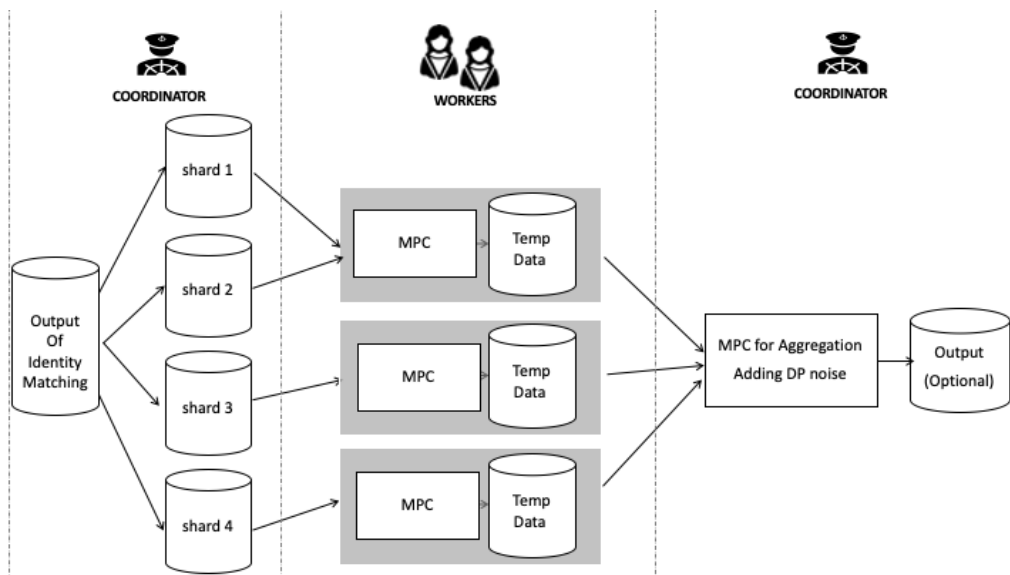 COORDINATOR
WORKERS
COORDINATOR
shard 1
shard 2
shard 3
shard 4
Output
Of
Identity
Matching
MPC
Temp
Data
MPC
Temp
Data
MPC
Temp
Data
MPC for Aggregation
Adding DP noise
Output
(Optional)